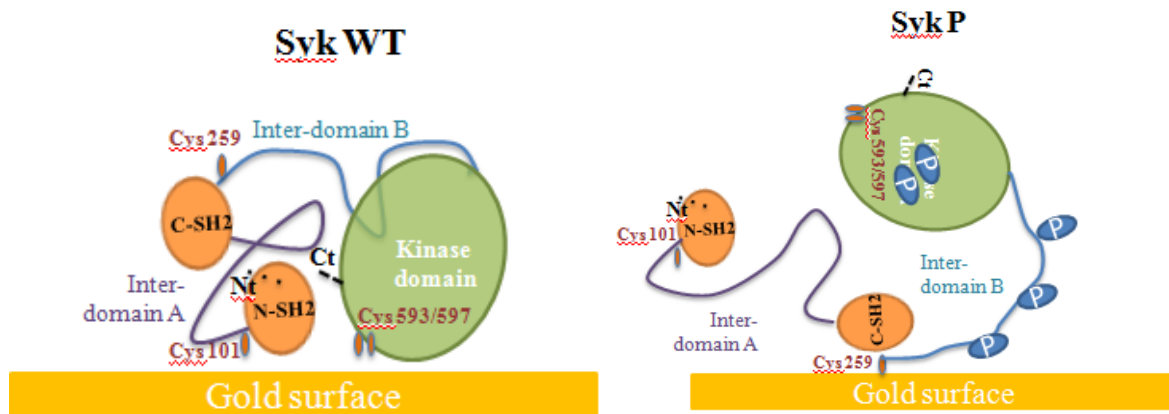 Syk WT
Cys 259
Inter-domain B
C-SH2
Kinase
domain
Ct
Inter-
domain A
Nt
N-SH2
Cys 593/597
Cys 101
Gold surface
Syk P
Ct
Cys 593/597
P
P
Nt
N-SH2
Cys 101
P
Inter-
domain B
P
C-SH2
Inter-
domain A
P
Cys 259
Gold surface